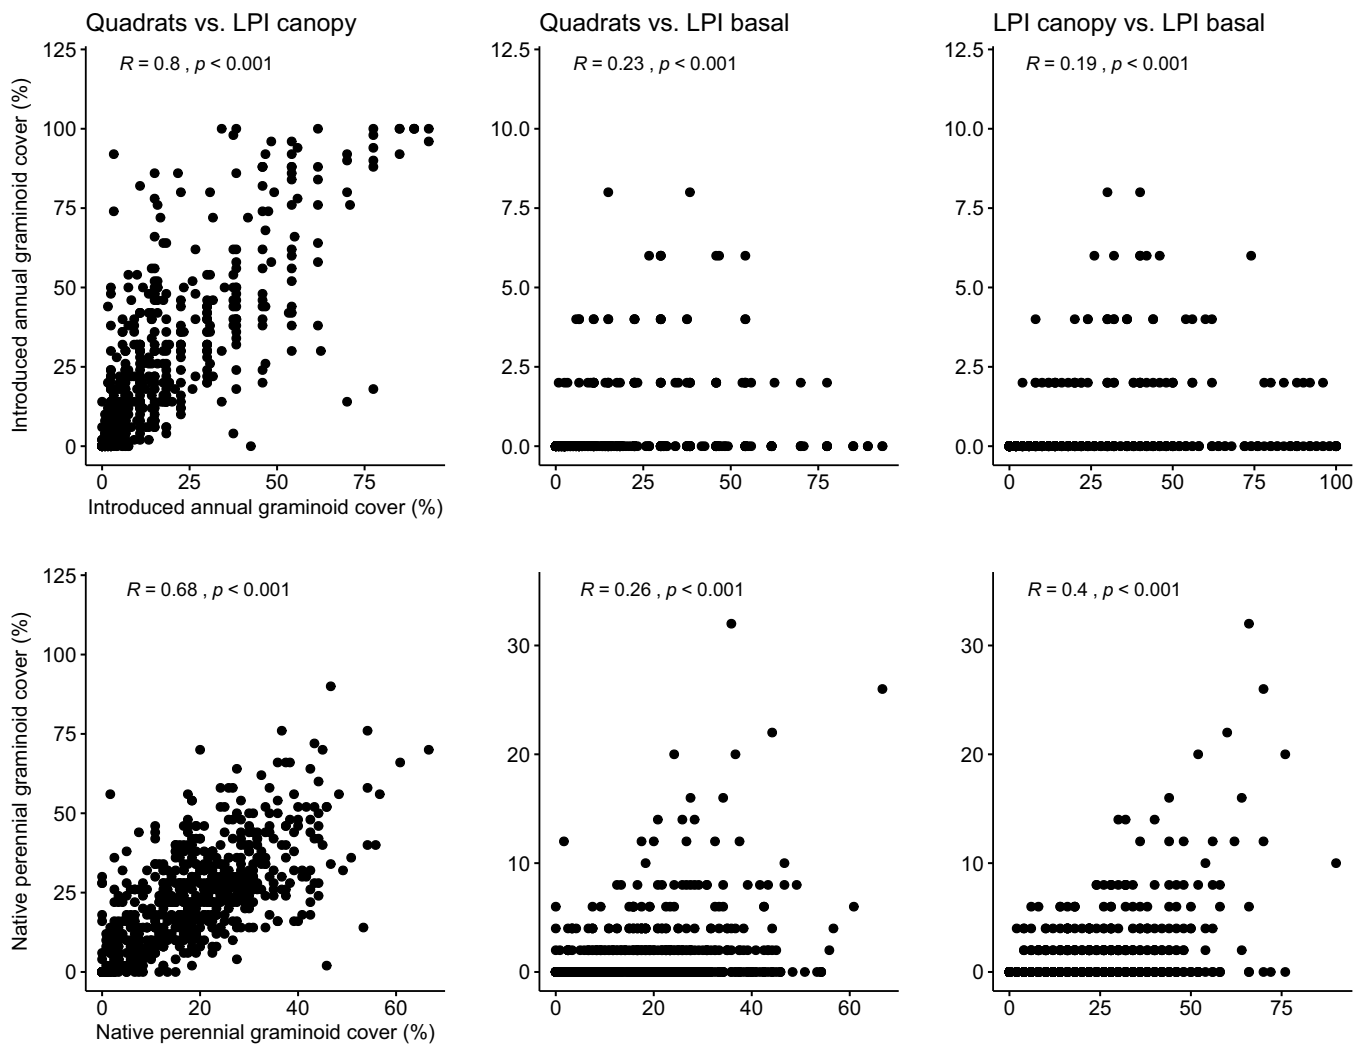 Quadrats vs. LPI canopy
Quadrats vs. LPI basal
LPI canopy vs. LPI basal
Introduced annual graminoid cover (%)
125
100
75
50
25
0
R = 0.8 , p < 0.001
0 25 50 75
Introduced annual graminoid cover (%)
12.5
10.0
7.5
5.0
2.5
0.0
R = 0.23 , p < 0.001
0 25 50 75
12.5
10.0
7.5
5.0
2.5
0.0
R = 0.19 , p < 0.001
0 25 50 75 100
Native perennial graminoid cover (%)
125
100
75
50
25
0
R = 0.68 , p < 0.001
0 20 40 60
Native perennial graminoid cover (%)
30
20
10
0
R = 0.26 , p < 0.001
0 20 40 60
30
20
10
0
R = 0.4 , p < 0.001
0 25 50 75